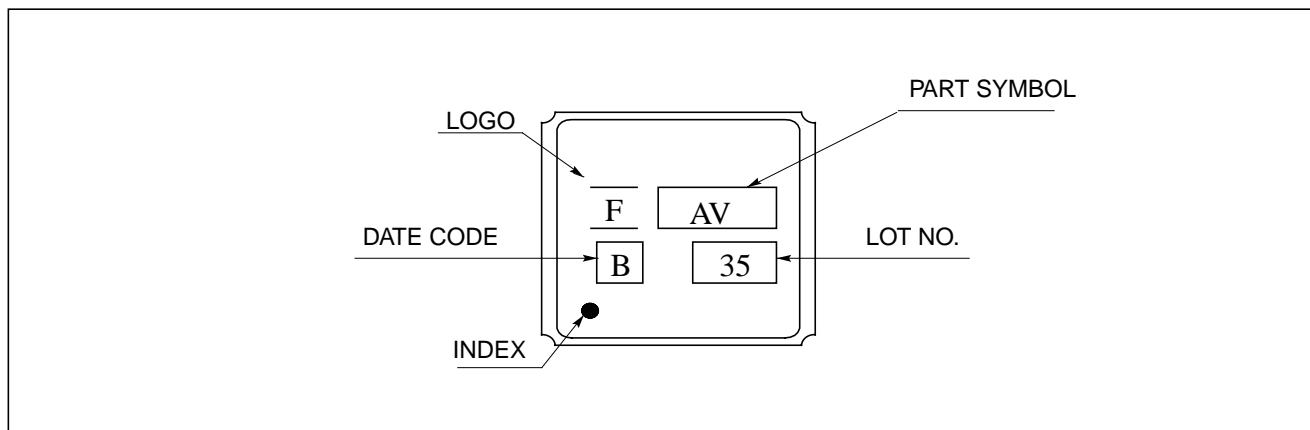 PART SYMBOL
LOGO
F AV
DATE CODE
LOT NO.
B 35
INDEX